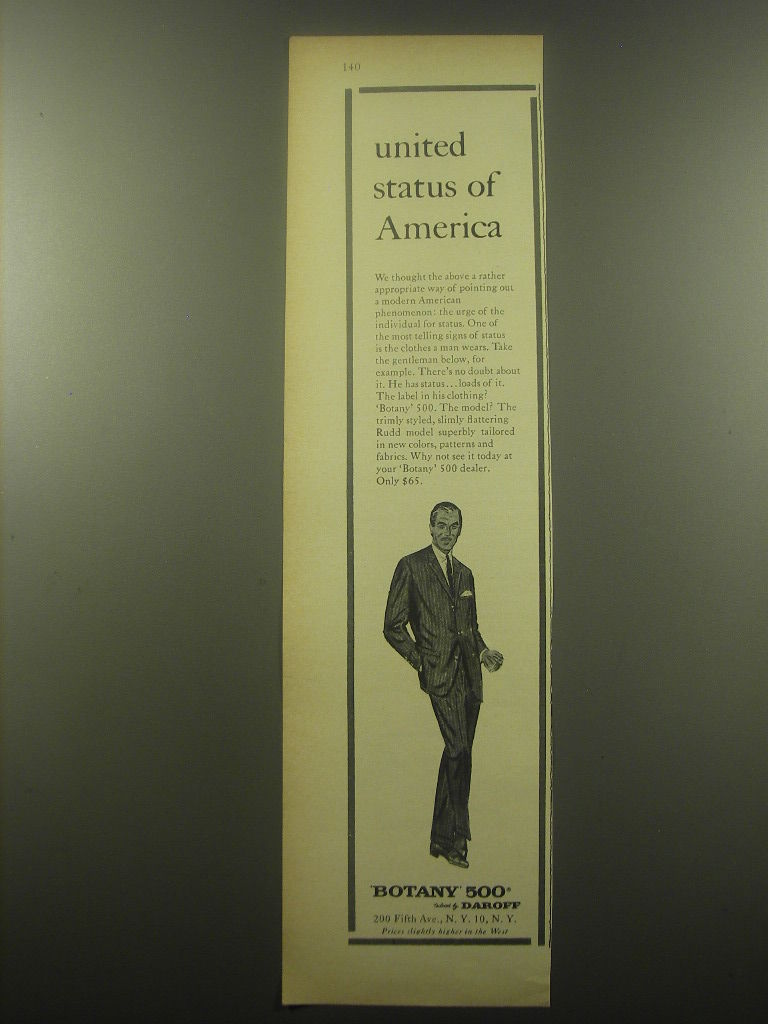 140
united
status of
America
We thought the above a rather
appropriate way of pointing out
a modern American
phenomenon: the urge of the
individual for status. One of
the most telling signs of status
is the clothes a man wears. Take
the gentleman below, for
example. There's no doubt about
it. He has status...loads of it.
The label in his clothing?
'Botany' 500. The model? The
trimly styled, slimly flattering
Rudd model superbly tailored
in new colors, patterns and
fabrics. Why not see it today at
your 'Botany' 500 dealer.
Only $65.
'BOTANY' 500®
tailored by DAROFF
200 Fifth Ave., N. Y. 10, N. Y.
Prices slightly higher in the West